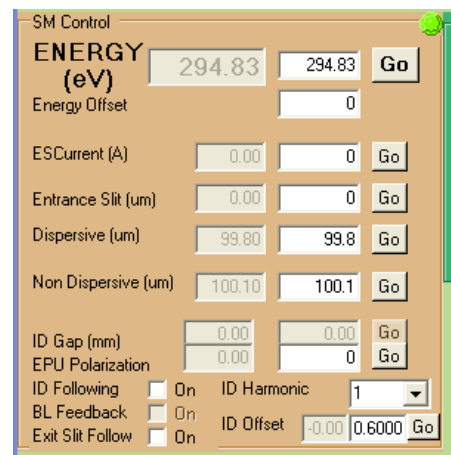 SM Control
ENERGY (eV) 294.83 294.83 Go
Energy Offset 0
ESCurrent (A) 0.00 0 Go
Entrance Slit (um) 0.00 0 Go
Dispersive (um) 99.80 99.8 Go
Non Dispersive (um) 100.10 100.1 Go
ID Gap (mm) 0.00 0.00 Go
EPU Polarization 0.00 0 Go
ID Following On ID Harmonic 1
BL Feedback On
Exit Slit Follow On ID Offset -0.00 0.6000 Go